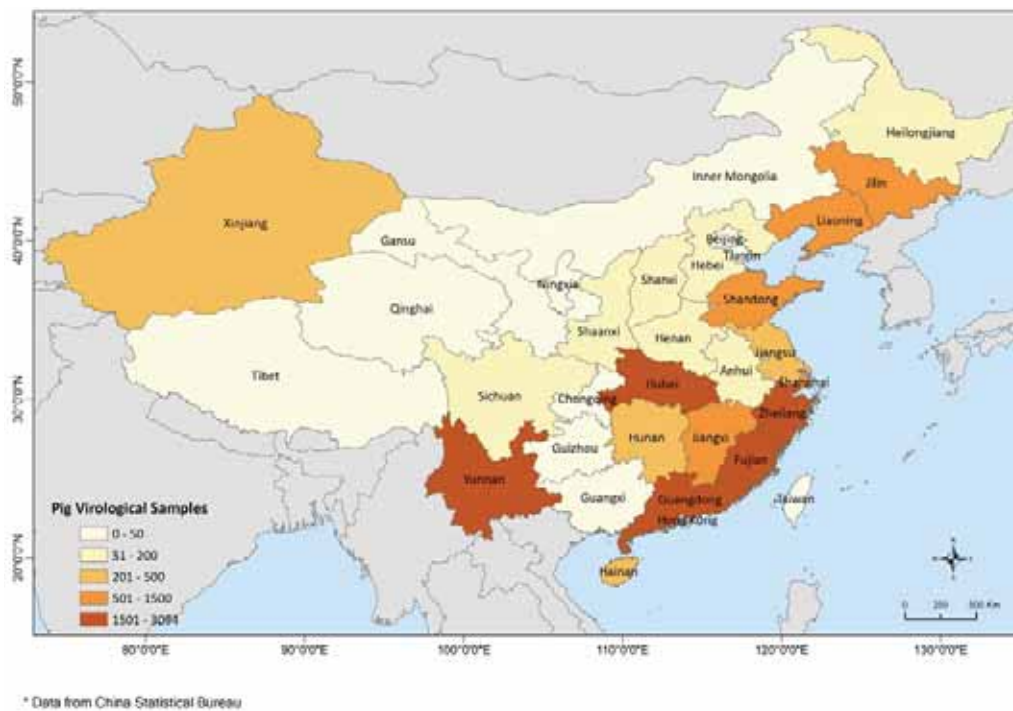 50°0'0"N
40°0'0"N
30°0'0"N
20°0'0"N
Heilongjiang
Jilin
Inner Mongolia
Liaoning
Xinjiang
Gansu
Beijing
Tianjin
Hebei
Shanxi
Ningxia
Shandong
Qinghai
Shaanxi
Henan
Jiangsu
Anhui
Tibet
Shanghai
Hubei
Sichuan
Chongqing
Zhejiang
Hunan
Jiangxi
Guizhou
Fujian
Yunnan
Guangxi
Guangdong
Taiwan
Hong Kong
Hainan
Pig Virological Samples
0 - 50
51 - 200
201 - 500
501 - 1500
1501 - 3094
N
0 200 Km
80°0'0"E 90°0'0"E 100°0'0"E 110°0'0"E 120°0'0"E 130°0'0"E
* Data from China Statistical Bureau